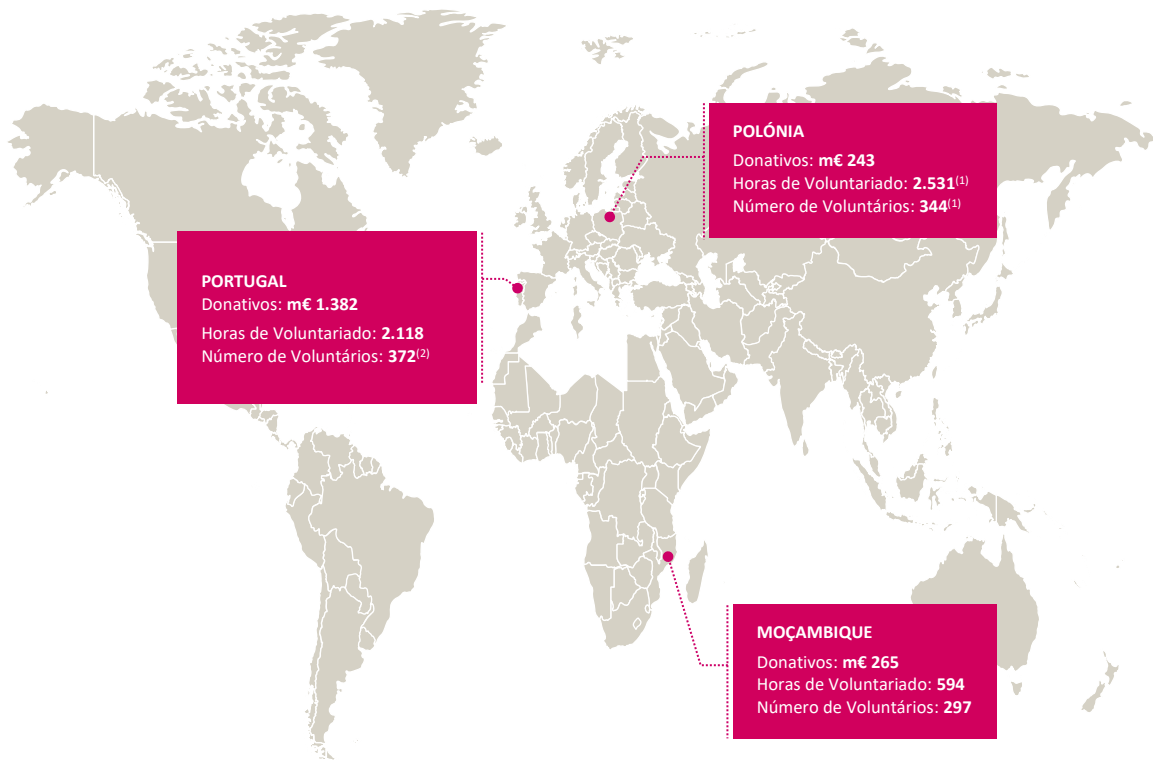 POLÓNIA
Donativos: m€ 243
Horas de Voluntariado: 2.531(1)
Número de Voluntários: 344(1)
PORTUGAL
Donativos: m€ 1.382
Horas de Voluntariado: 2.118
Número de Voluntários: 372(2)
MOÇAMBIQUE
Donativos: m€ 265
Horas de Voluntariado: 594
Número de Voluntários: 297